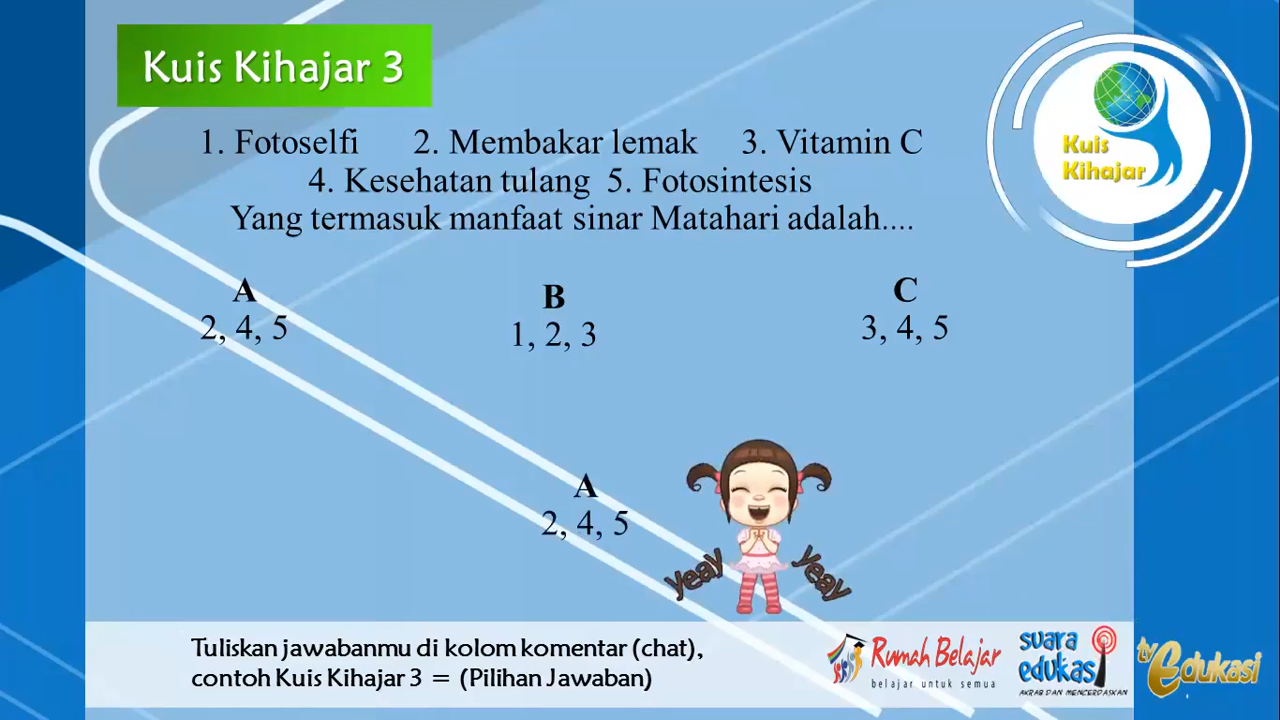 Kuis Kihajar 3
1. Fotoselfi 2. Membakar lemak 3. Vitamin C
4. Kesehatan tulang 5. Fotosintesis
Yang termasuk manfaat sinar Matahari adalah....
Kuis
Kihajar
A
2, 4, 5
B
1, 2, 3
C
3, 4, 5
A
2, 4, 5
yeay yeay
Tuliskan jawabanmu di kolom komentar (chat),
contoh Kuis Kihajar 3 = (Pilihan Jawaban)
Rumah Belajar
belajar untuk semua
suara
edukasi
AKRAB DAN MENCERDASKAN
tv Edukasi